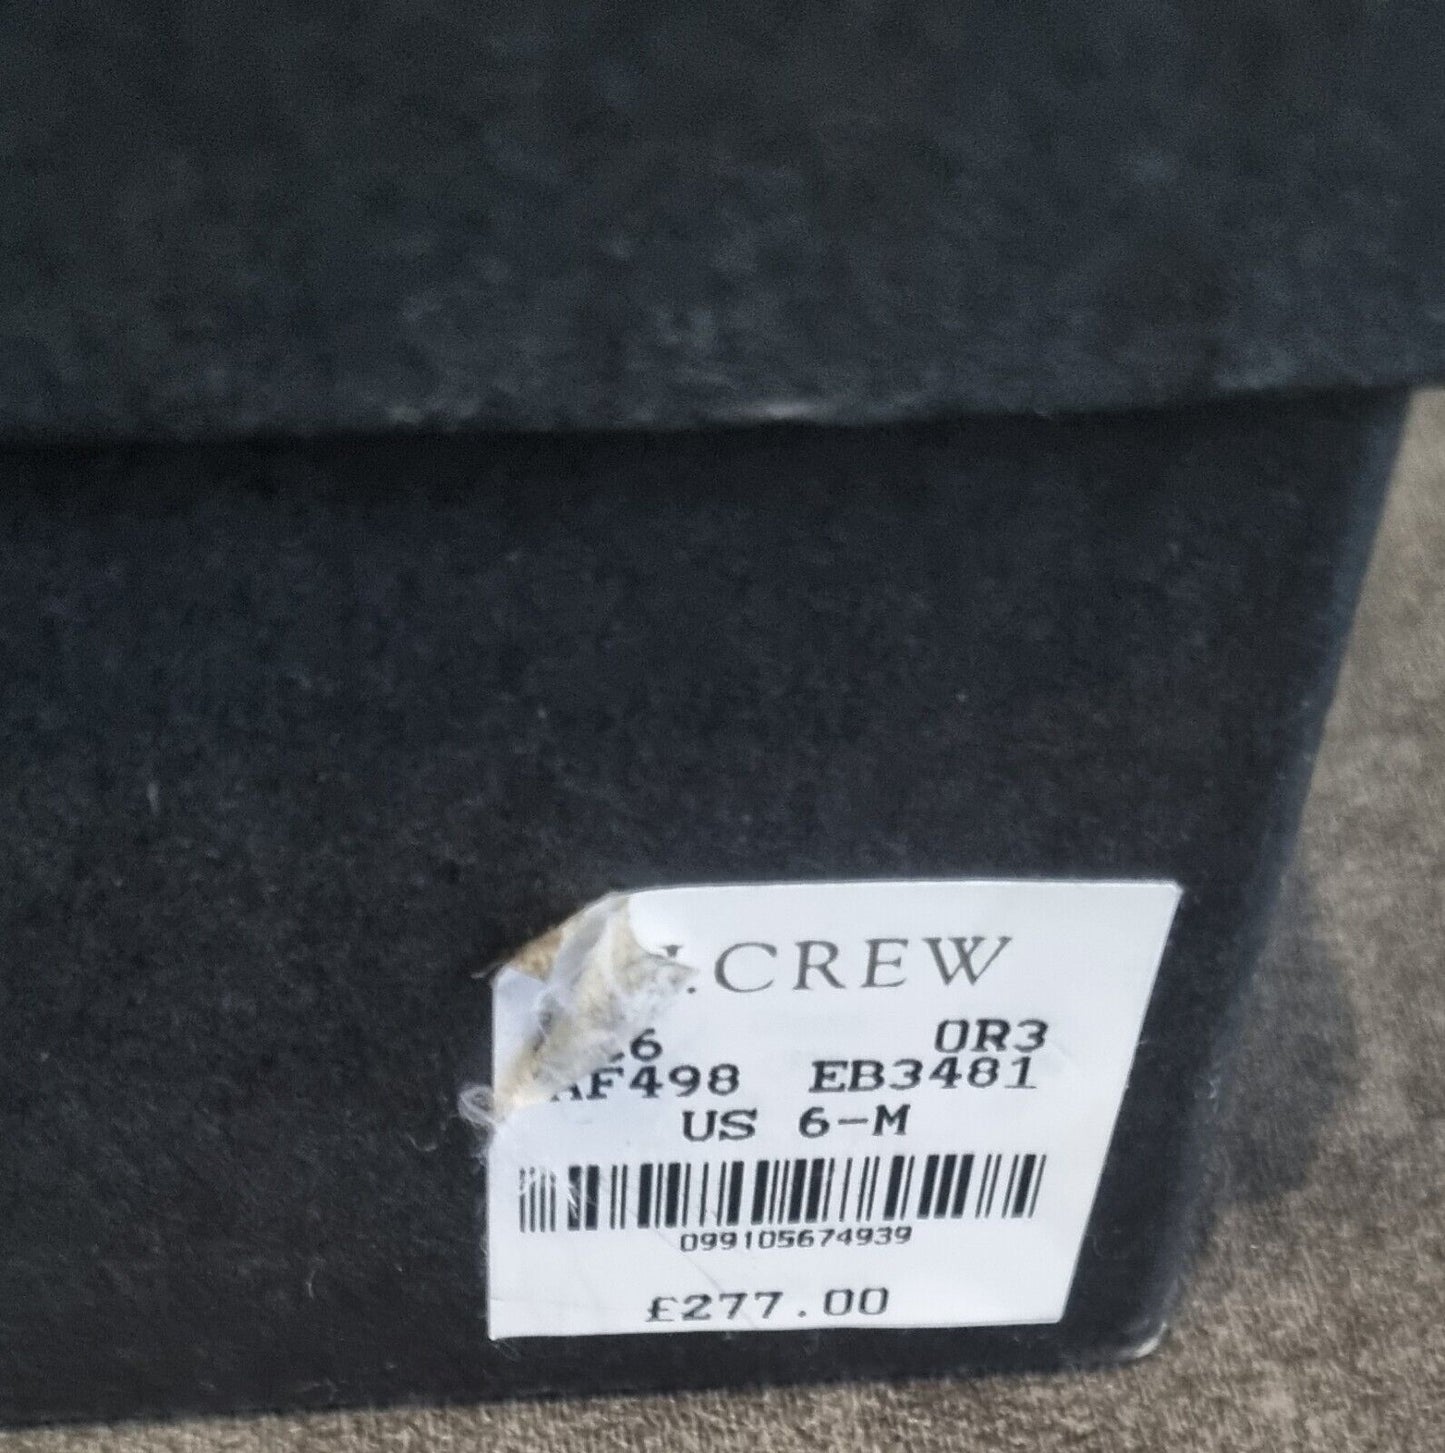 J.CREW
6 0R3
AF498 EB3481
US 6-M
099105674939
£277.00